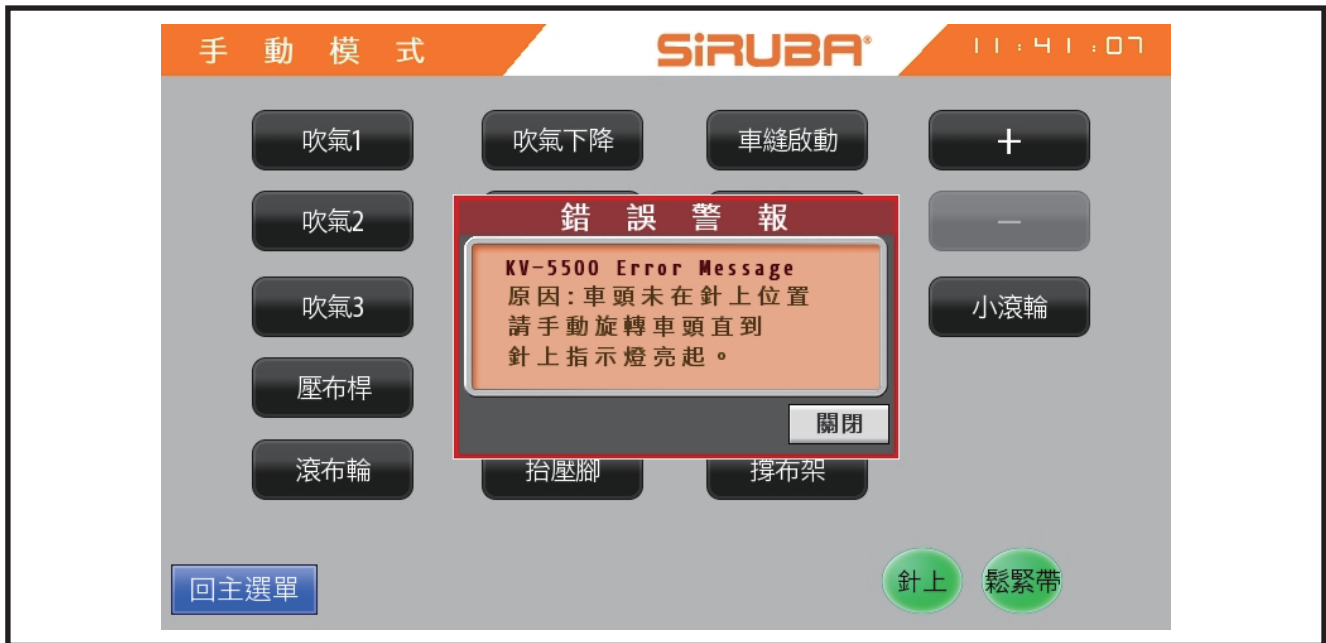 手動模式
SiRUBA®
11:41:07
吹氣1
吹氣下降
車縫啟動
+
吹氣2
−
吹氣3
小滾輪
錯誤警報
KV-5500 Error Message
原因:車頭未在針上位置
請手動旋轉車頭直到
針上指示燈亮起。
關閉
壓布桿
滾布輪
抬壓腳
撐布架
回主選單
針上
鬆緊帶